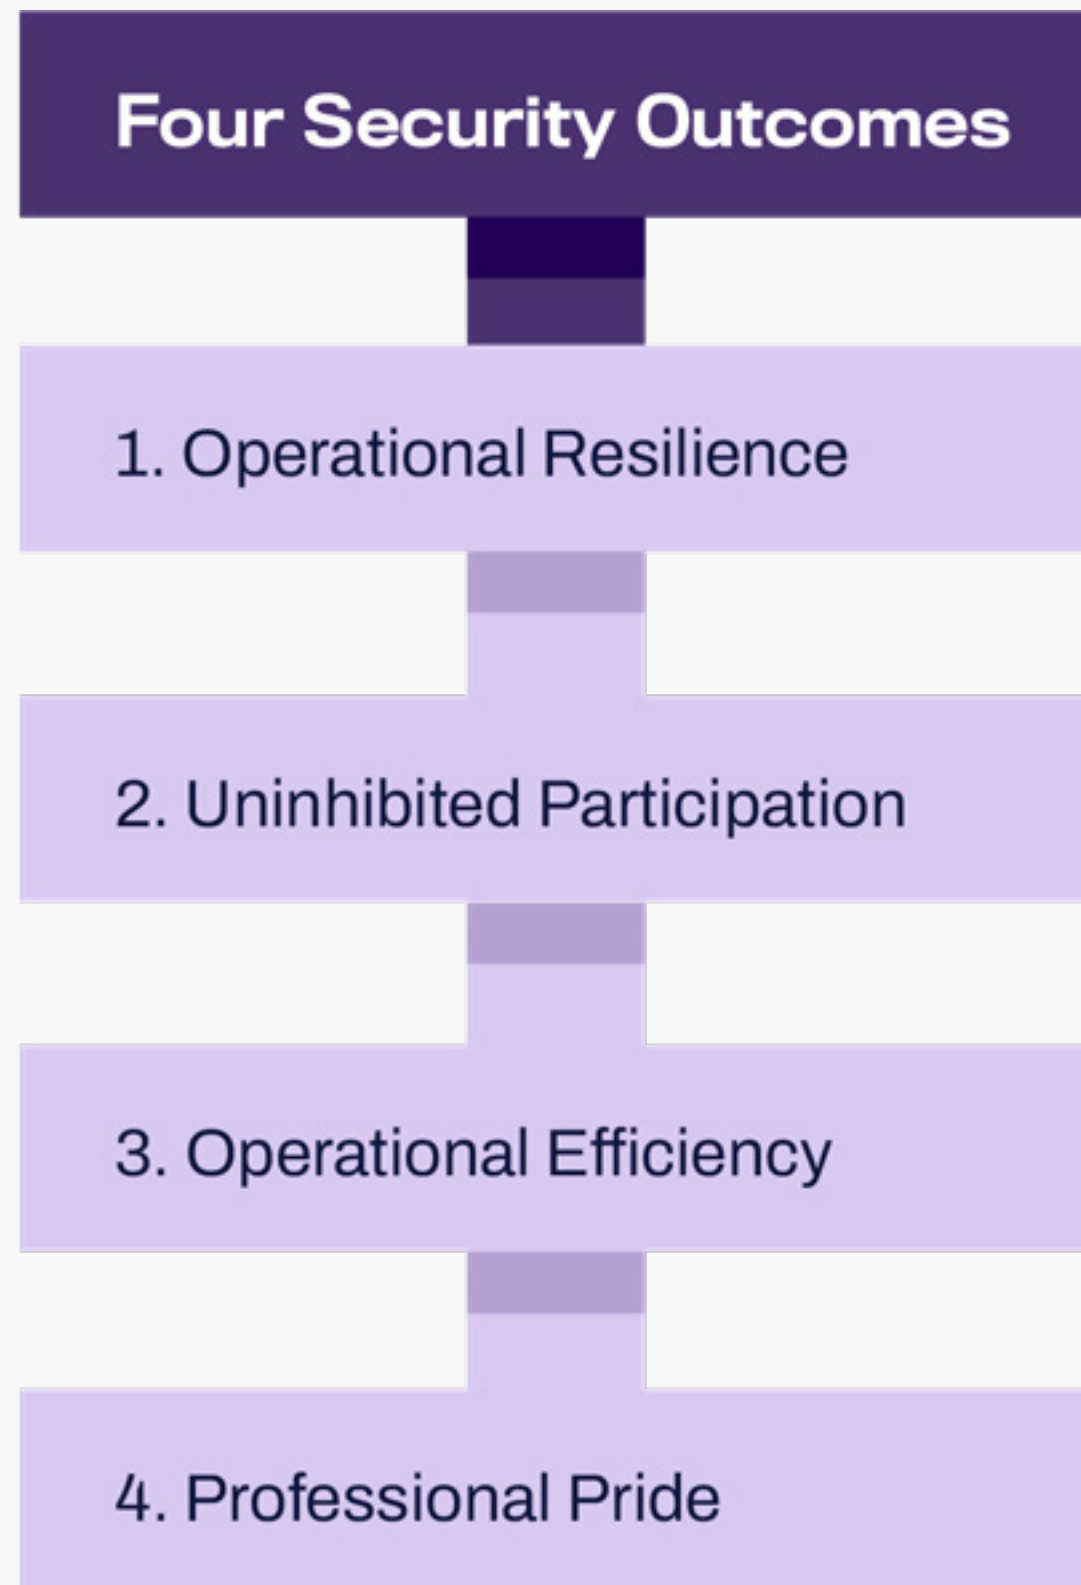 Four Security Outcomes
1. Operational Resilience
2. Uninhibited Participation
3. Operational Efficiency
4. Professional Pride